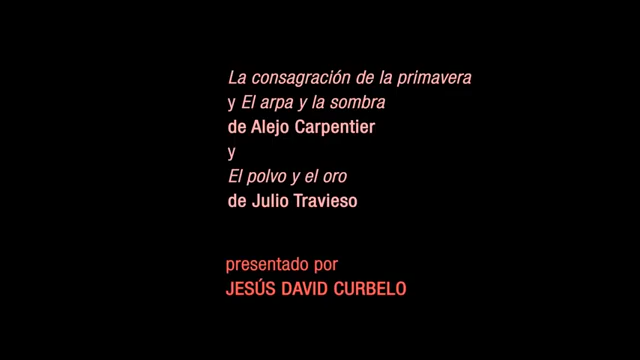 La consagración de la primavera
y El arpa y la sombra
de Alejo Carpentier
y
El polvo y el oro
de Julio Travieso
presentado por
JESÚS DAVID CURBELO